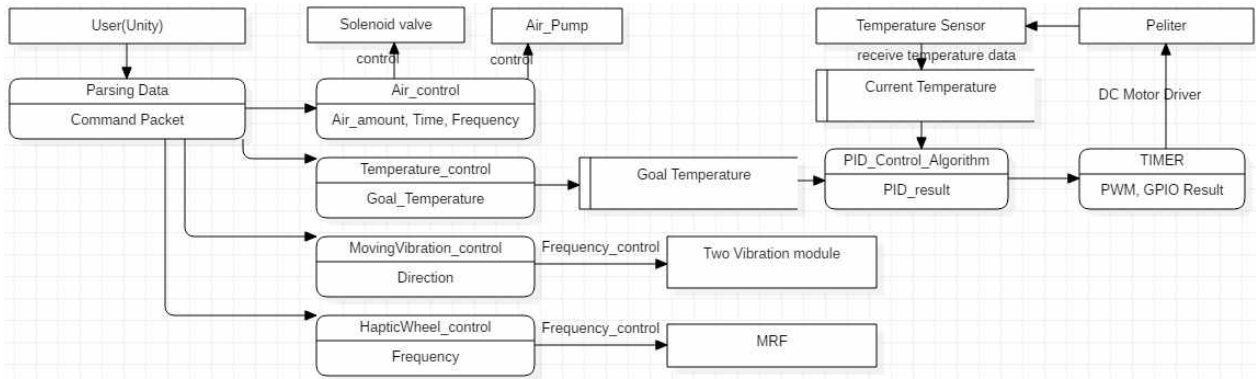 User(Unity)
Solenoid valve
Air_Pump
Temperature Sensor
Peliter
control
control
receive temperature data
Parsing Data
Command Packet
Air_control
Air_amount, Time, Frequency
Current Temperature
DC Motor Driver
Temperature_control
Goal_Temperature
Goal Temperature
PID_Control_Algorithm
PID_result
TIMER
PWM, GPIO Result
MovingVibration_control
Direction
Frequency_control
Two Vibration module
HapticWheel_control
Frequency
Frequency_control
MRF